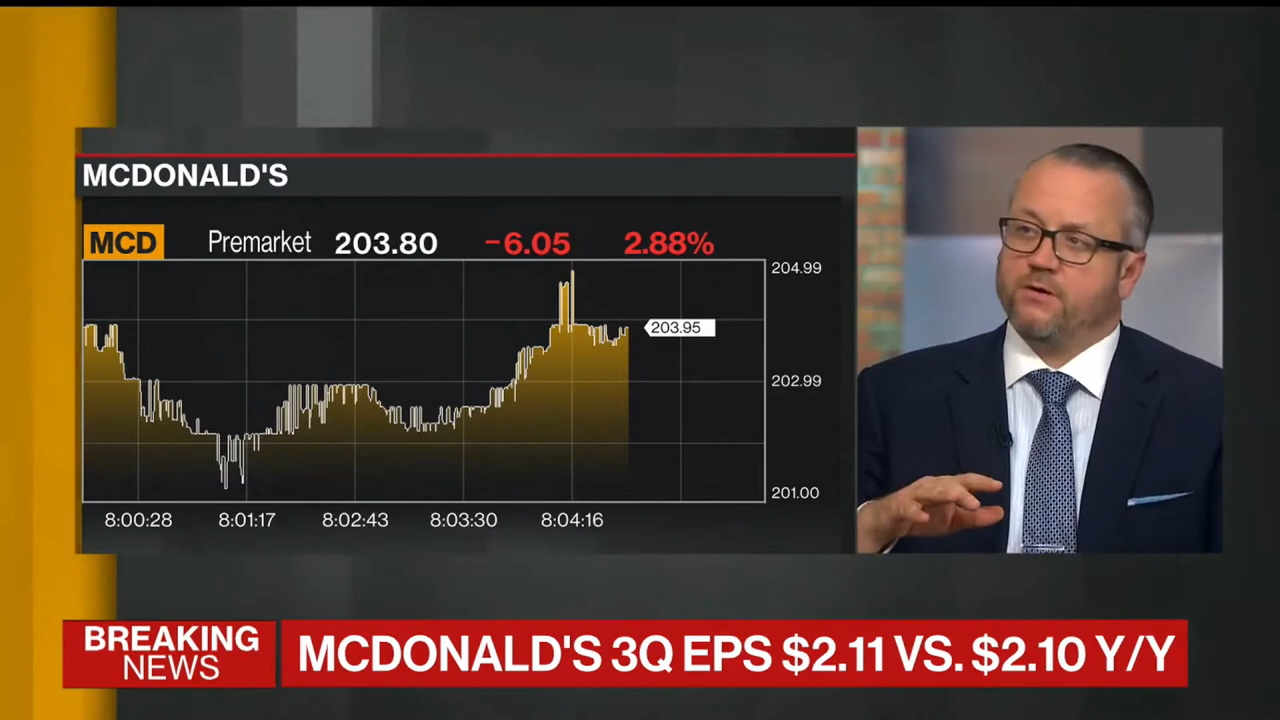 MCDONALD'S
MCD Premarket 203.80 −6.05 2.88%
204.99
203.95
202.99
201.00
8:00:28 8:01:17 8:02:43 8:03:30 8:04:16
BREAKING
NEWS
MCDONALD'S 3Q EPS $2.11 VS. $2.10 Y/Y